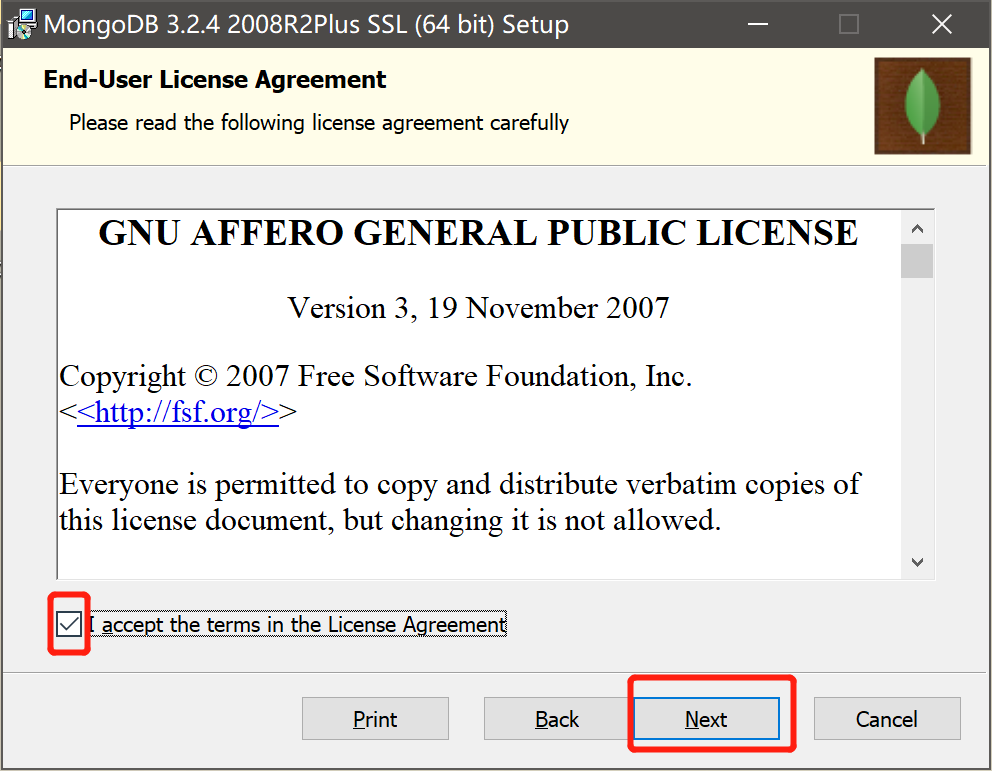 MongoDB 3.2.4 2008R2Plus SSL (64 bit) Setup
End-User License Agreement
Please read the following license agreement carefully
GNU AFFERO GENERAL PUBLIC LICENSE
Version 3, 19 November 2007
Copyright © 2007 Free Software Foundation, Inc.
<<http://fsf.org/>>
Everyone is permitted to copy and distribute verbatim copies of
this license document, but changing it is not allowed.
I accept the terms in the License Agreement
Print Back Next Cancel